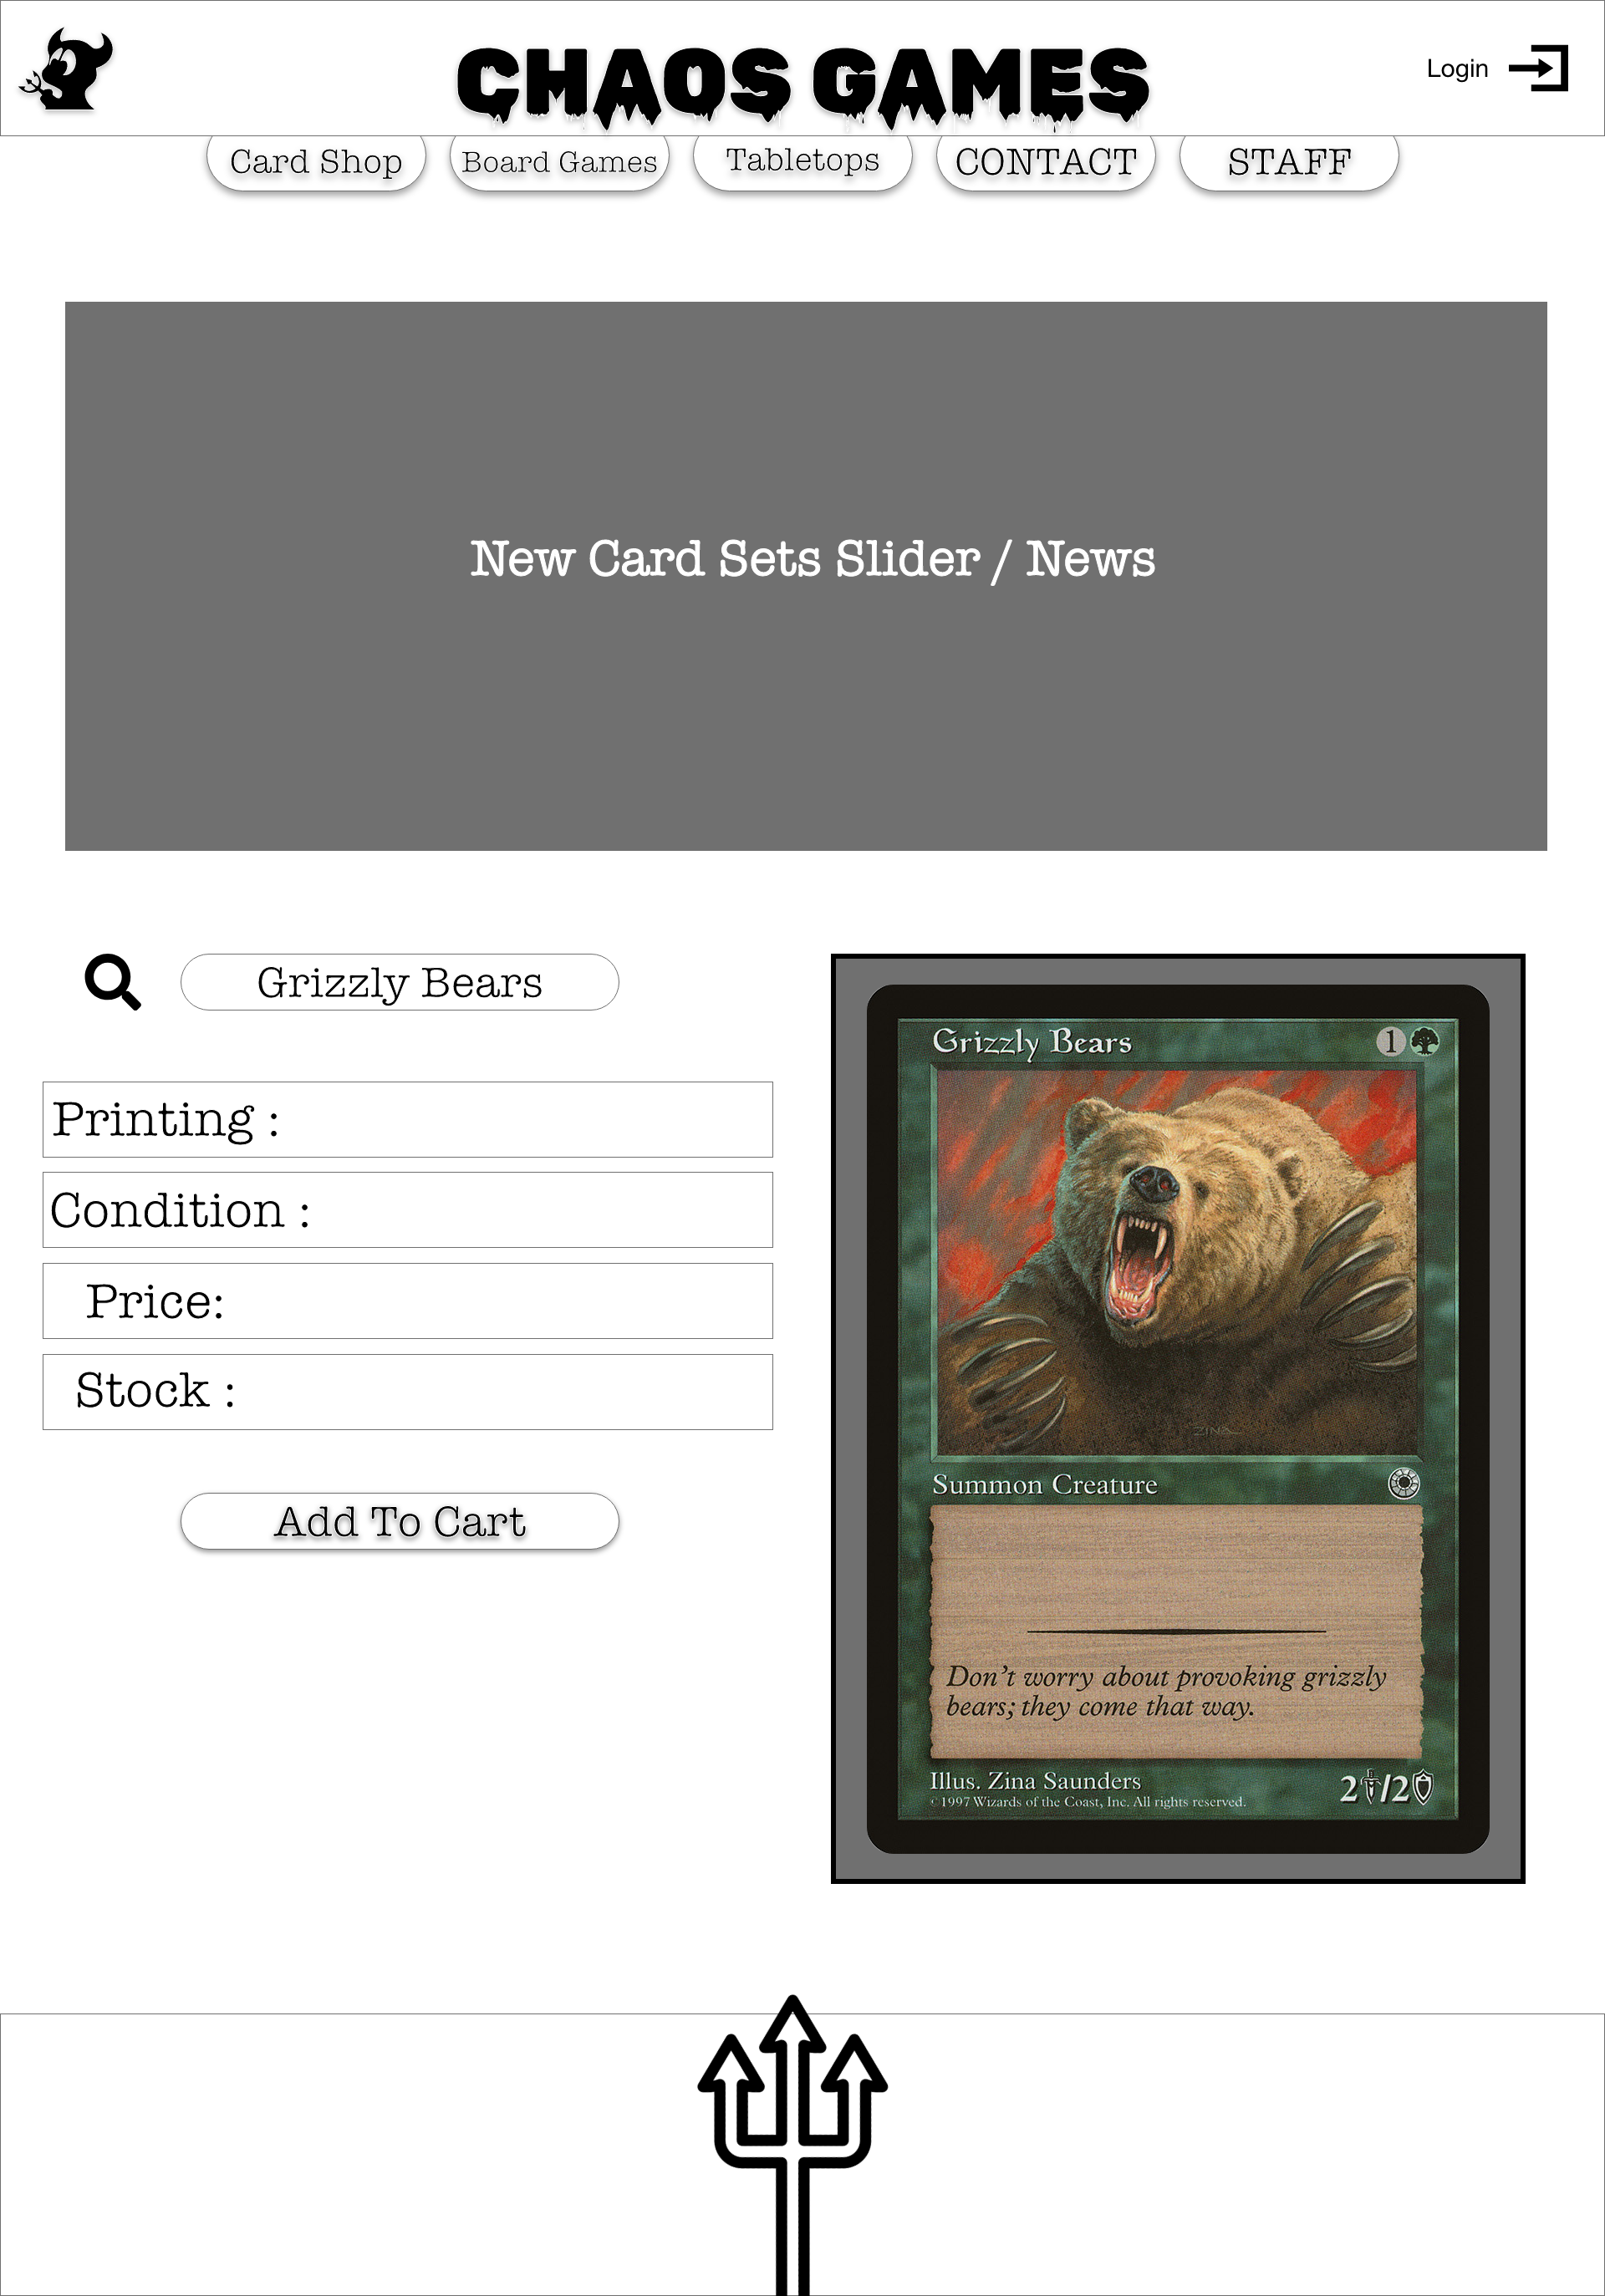 CHAOS GAMES
Login
Card Shop
Board Games
Tabletops
CONTACT
STAFF
New Card Sets Slider / News
Grizzly Bears
Printing :
Condition :
Price:
Stock :
Add To Cart
Grizzly Bears 1
ZINA
Summon Creature
Don't worry about provoking grizzly
bears; they come that way.
Illus. Zina Saunders
©1997 Wizards of the Coast, Inc. All rights reserved.
2/2